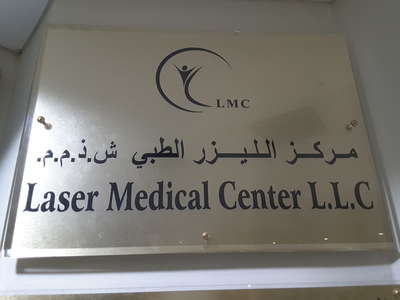 LMC
مركز الليزر الطبي ش.ذ.م.م.
Laser Medical Center L.L.C